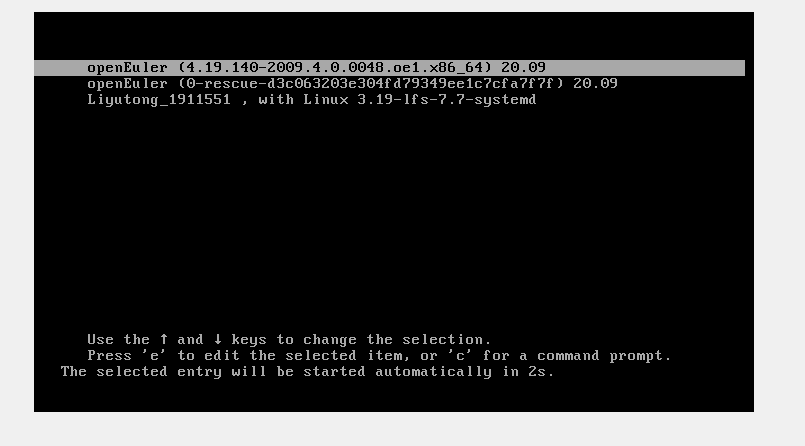 openEuler (4.19.140-2009.4.0.0048.oe1.x86_64) 20.09
openEuler (0-rescue-d3c063203e304fd79349ee1c7cfa7f7f) 20.09
Liyutong_1911551 , with Linux 3.19-lfs-7.7-systemd
Use the ↑ and ↓ keys to change the selection.
Press 'e' to edit the selected item, or 'c' for a command prompt.
The selected entry will be started automatically in 2s.